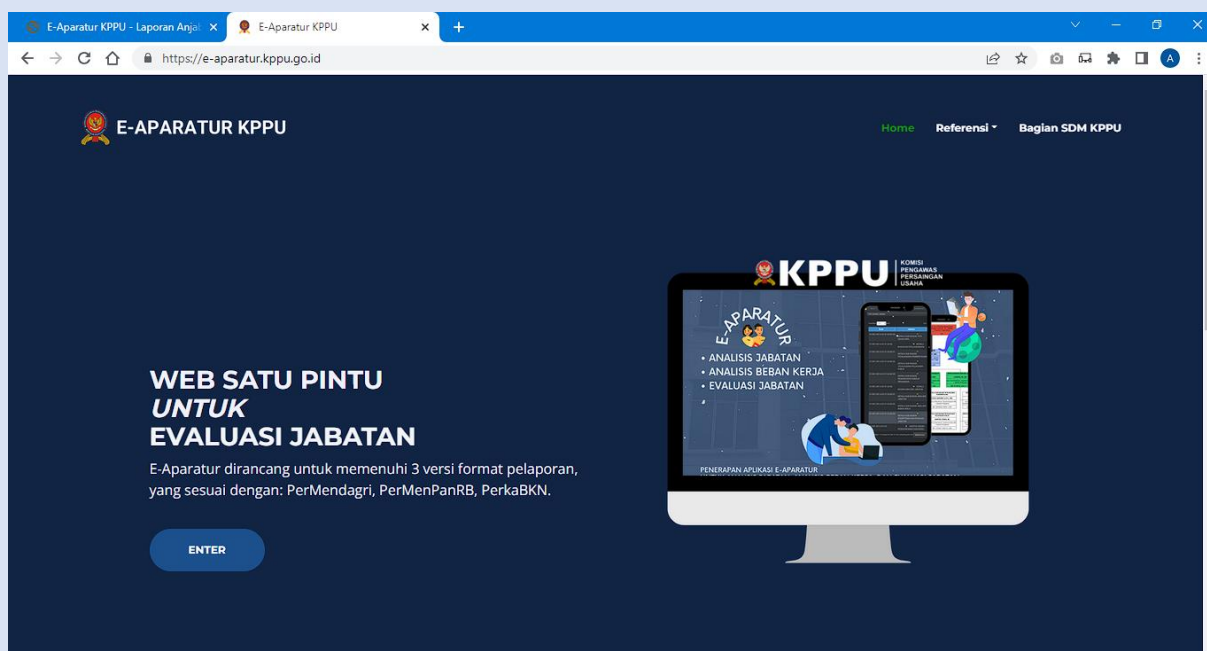 E-Aparatur KPPU - Laporan Anjal
E-Aparatur KPPU
https://e-aparatur.kppu.go.id
A
E-APARATUR KPPU
Home
Referensi
Bagian SDM KPPU
KPPU
KOMISI
PENGAWAS
PERSAINGAN
USAHA
E-APARATUR
• ANALISIS JABATAN
• ANALISIS BEBAN KERJA
• EVALUASI JABATAN
PENERAPAN APLIKASI E-APARATUR
WEB SATU PINTU
UNTUK
EVALUASI JABATAN
E-Aparatur dirancang untuk memenuhi 3 versi format pelaporan,
yang sesuai dengan: PerMendagri, PerMenPanRB, PerkaBKN.
ENTER